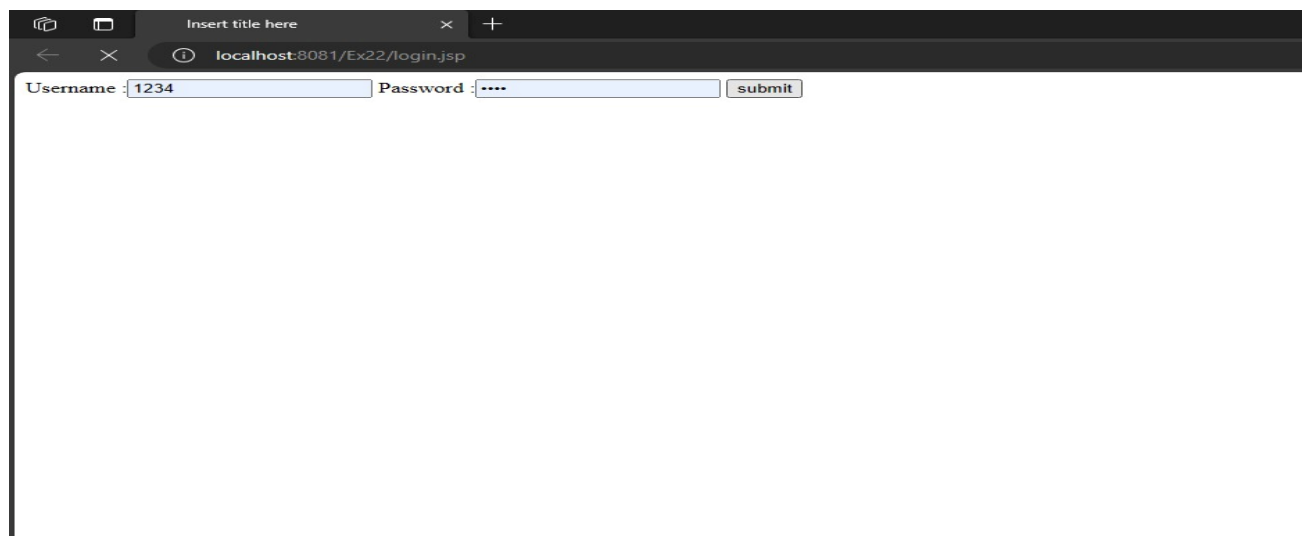 Insert title here
localhost:8081/Ex22/login.jsp
Username : 1234 Password : •••• submit